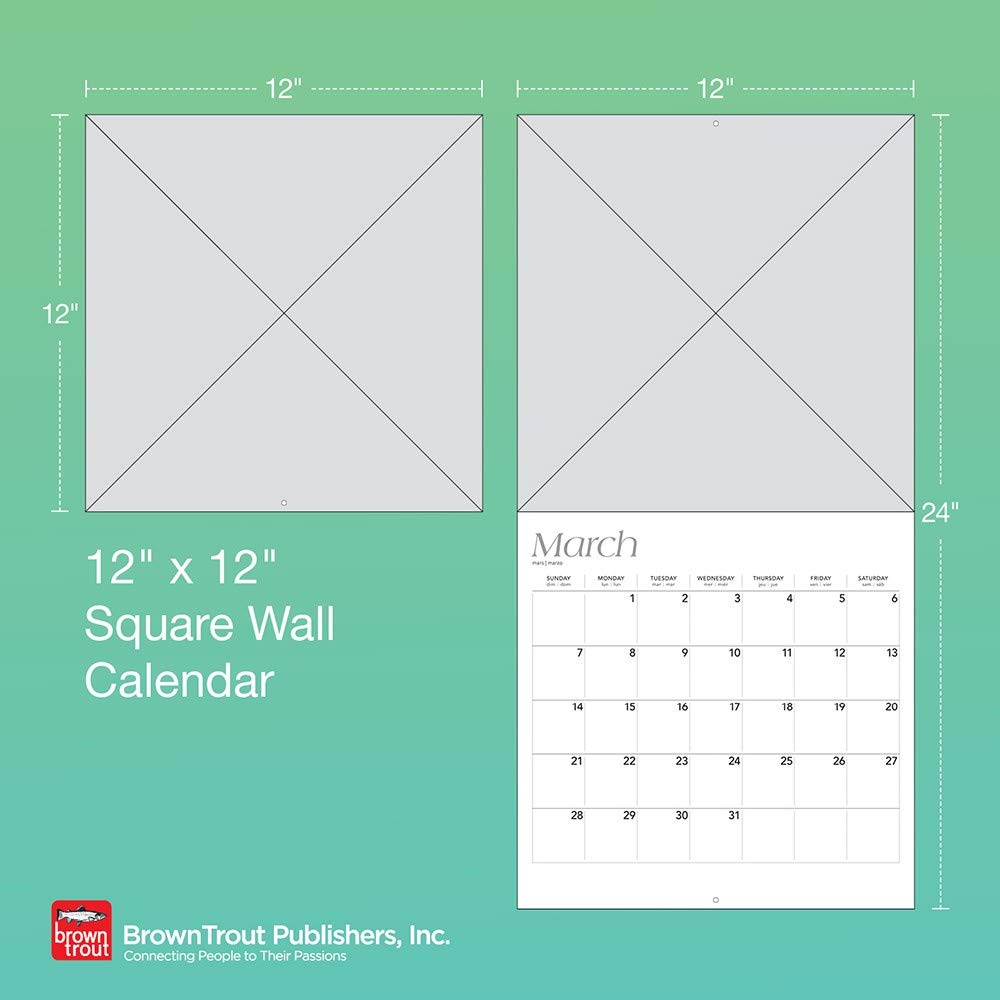 12"
12"
12"
24"
12" x 12"
Square Wall
Calendar
March
mars | marzo
SUNDAY MONDAY TUESDAY WEDNESDAY THURSDAY FRIDAY SATURDAY
dim | dom lun | lun mar | mar mer | mier jeu | jue ven | vier sam | sáb
1 2 3 4 5 6
7 8 9 10 11 12 13
14 15 16 17 18 19 20
21 22 23 24 25 26 27
28 29 30 31
brown
trout
BrownTrout Publishers, Inc.
Connecting People to Their Passions